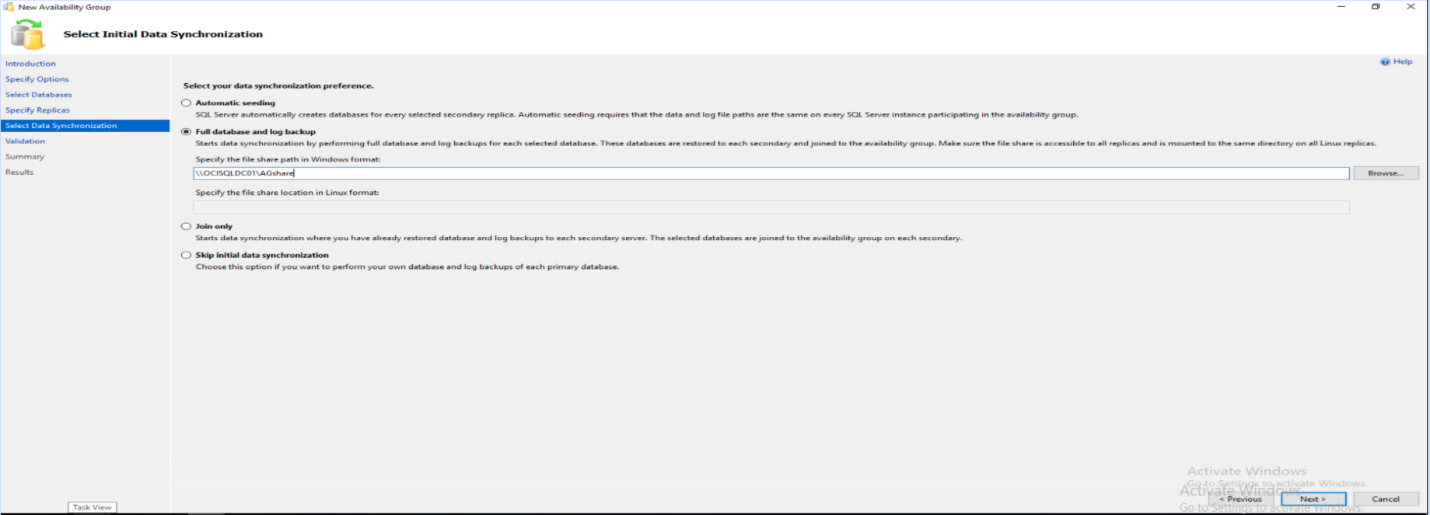 New Availability Group
Select Initial Data Synchronization
Help
Introduction
Specify Options
Select Databases
Specify Replicas
Select Data Synchronization
Validation
Summary
Results
Select your data synchronization preference.
Automatic seeding
SQL Server automatically creates databases for every selected secondary replica. Automatic seeding requires that the data and log file paths are the same on every SQL Server instance participating in the availability group.
Full database and log backup
Starts data synchronization by performing full database and log backups for each selected database. These databases are restored to each secondary and joined to the availability group. Make sure the file share is accessible to all replicas and is mounted to the same directory on all Linux replicas.
Specify the file share path in Windows format:
\\OCISQLDC01\AGshare
Browse...
Specify the file share location in Linux format:
Join only
Starts data synchronization where you have already restored database and log backups to each secondary server. The selected databases are joined to the availability group on each secondary.
Skip initial data synchronization
Choose this option if you want to perform your own database and log backups of each primary database.
Activate Windows
Go to Settings to activate Windows.
Activate Windows
Go to Settings to activate Windows.
< Previous
Next >
Cancel
Task View